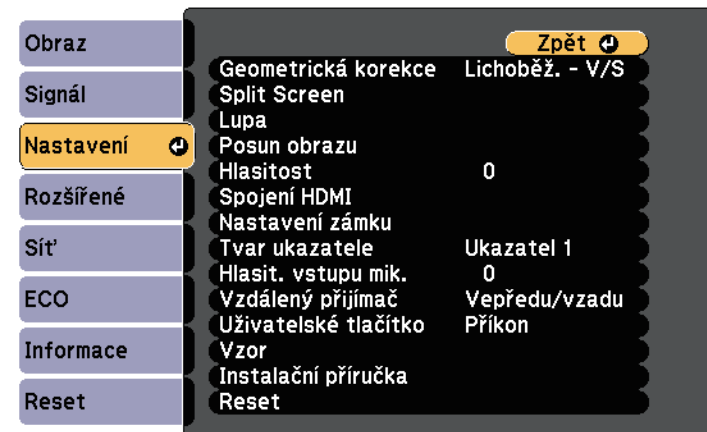 Obraz
Signál
Nastavení
Rozšířené
Síť
ECO
Informace
Reset
Zpět
Geometrická korekce Lichoběž. - V/S
Split Screen
Lupa
Posun obrazu
Hlasitost 0
Spojení HDMI
Nastavení zámku
Tvar ukazatele Ukazatel 1
Hlasit. vstupu mik. 0
Vzdálený přijímač Vepředu/vzadu
Uživatelské tlačítko Příkon
Vzor
Instalační příručka
Reset